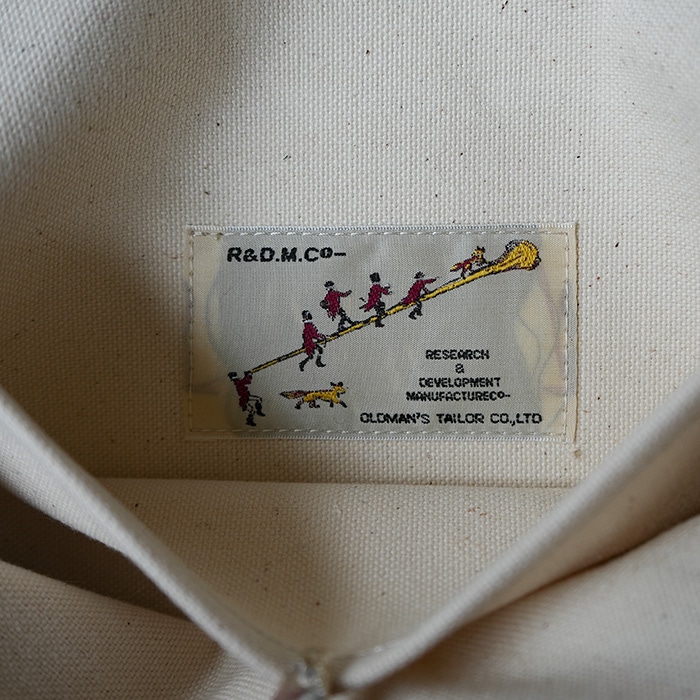 R&D.M.Co-
RESEARCH
&
DEVELOPMENT
MANUFACTURECO-
OLDMAN'S TAILOR CO.,LTD